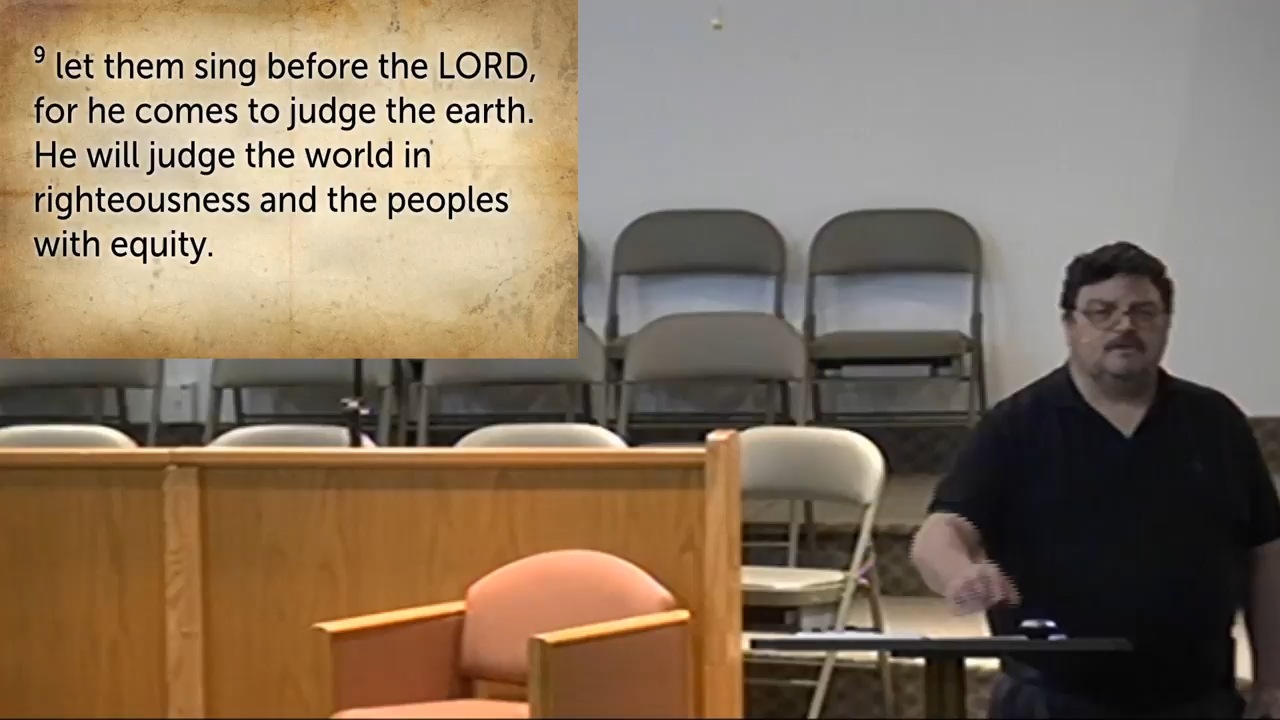 9 let them sing before the LORD,
for he comes to judge the earth.
He will judge the world in
righteousness and the peoples
with equity.